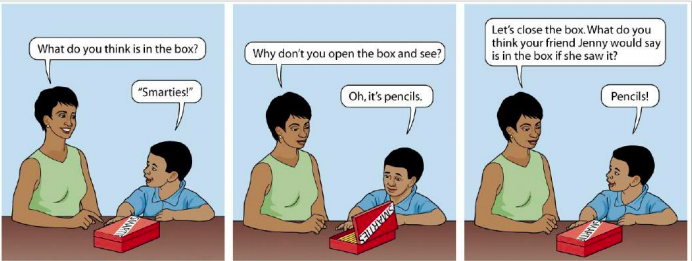 What do you think is in the box?
“Smarties!”
SMARTIES
Why don’t you open the box and see?
Oh, it’s pencils.
SMARTIES
Let’s close the box. What do you
think your friend Jenny would say
is in the box if she saw it?
Pencils!
SMARTIES